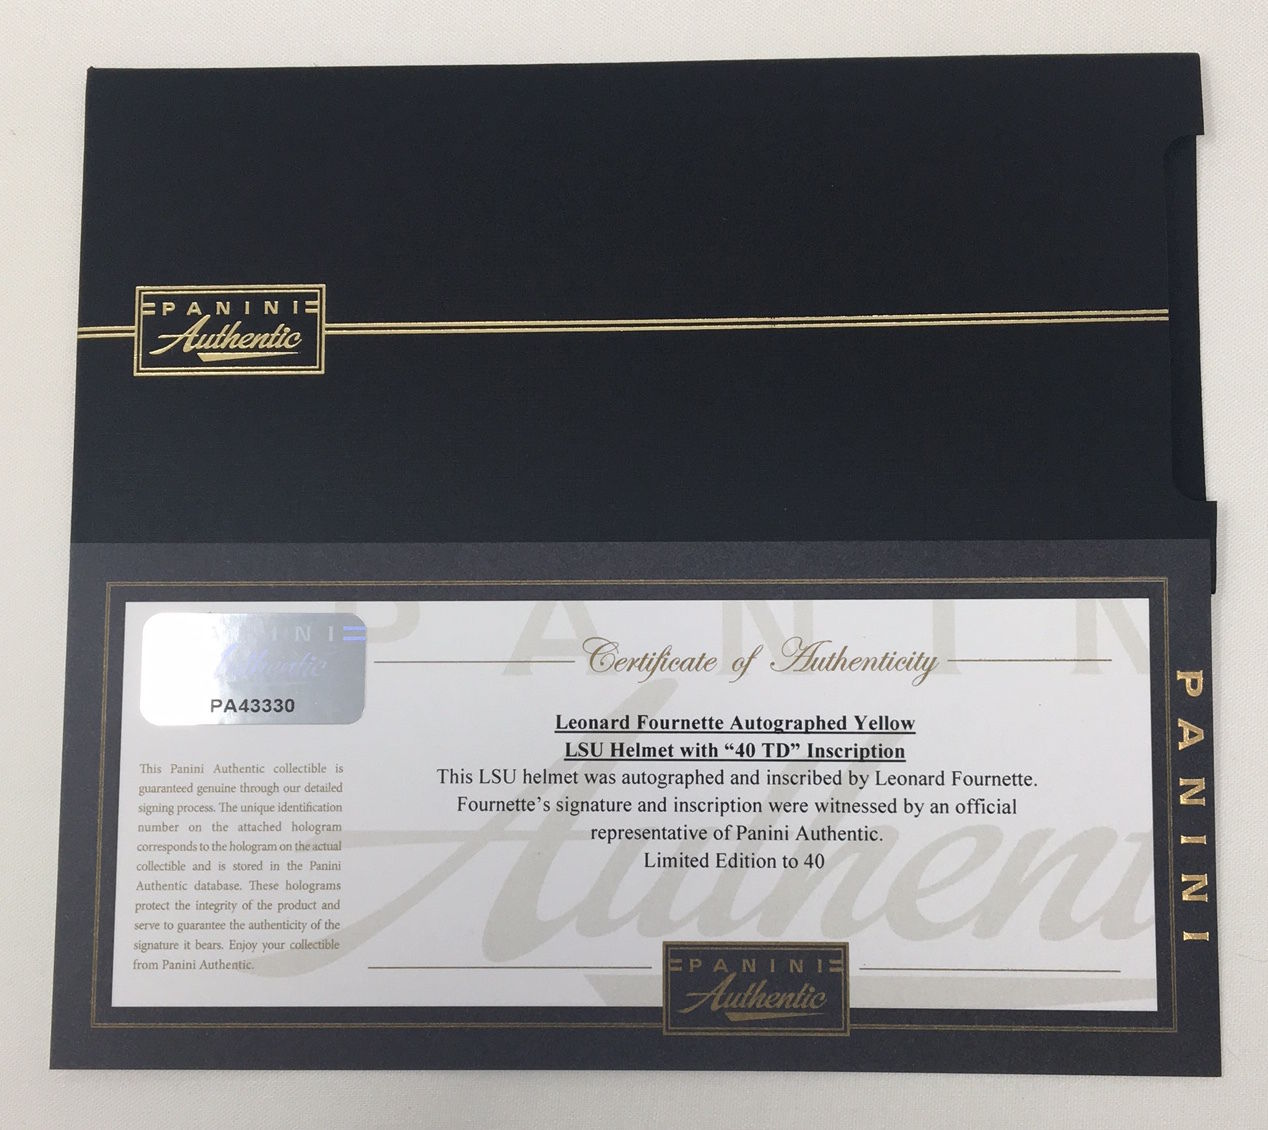 PANINI
Authentic
PANINI
Authentic
PA43330
Certificate of Authenticity
Leonard Fournette Autographed Yellow
LSU Helmet with “40 TD” Inscription
This LSU helmet was autographed and inscribed by Leonard Fournette.
Fournette’s signature and inscription were witnessed by an official
representative of Panini Authentic.
Limited Edition to 40
This Panini Authentic collectible is
guaranteed genuine through our detailed
signing process. The unique identification
number on the attached hologram
corresponds to the hologram on the actual
collectible and is stored in the Panini
Authentic database. These holograms
protect the integrity of the product and
serve to guarantee the authenticity of the
signature it bears. Enjoy your collectible
from Panini Authentic.
PANINI
Authentic
PANINI
PANIN
Authent